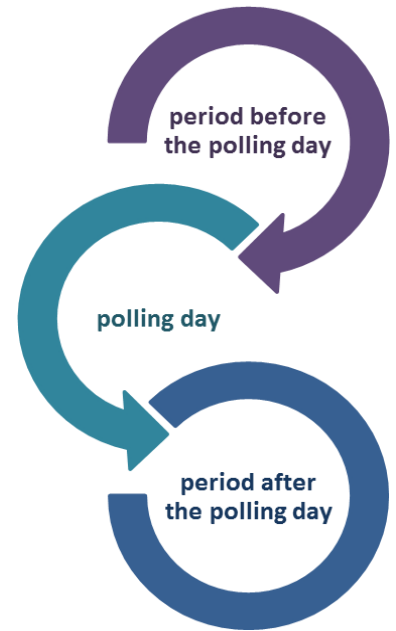 period before
the polling day
polling day
period after
the polling day